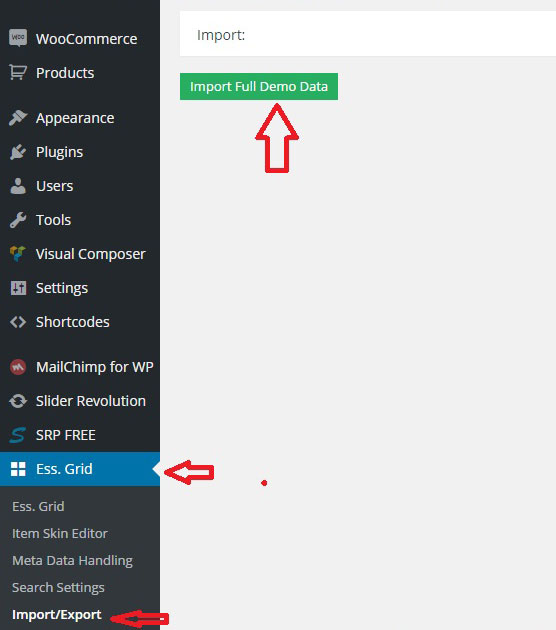 WooCommerce
Products
Appearance
Plugins
Users
Tools
Visual Composer
Settings
Shortcodes
MailChimp for WP
Slider Revolution
SRP FREE
Ess. Grid
Ess. Grid
Item Skin Editor
Meta Data Handling
Search Settings
Import/Export
Import:
Import Full Demo Data